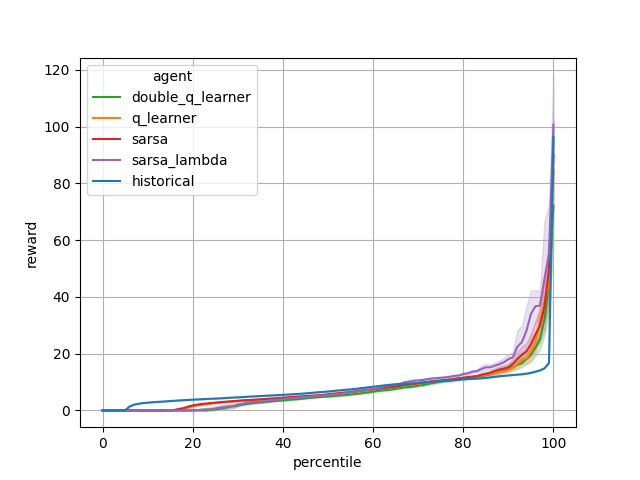 120
100
80
60
40
20
0
reward
agent
double_q_learner
q_learner
sarsa
sarsa_lambda
historical
0 20 40 60 80 100
percentile